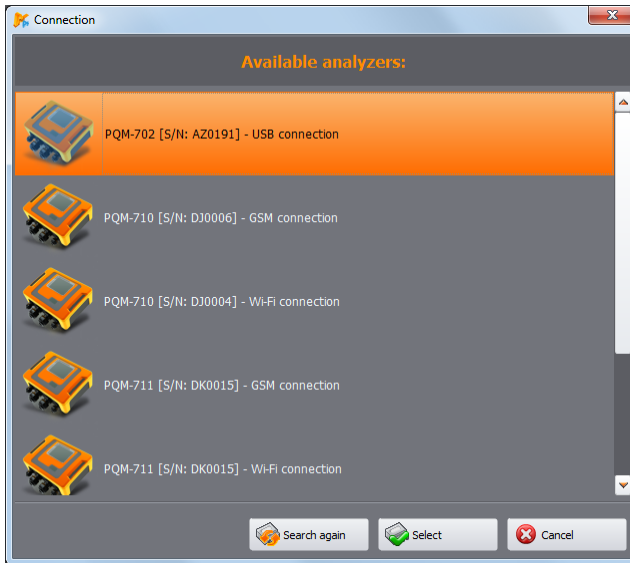 Connection
Available analyzers:
PQM-702 [S/N: AZ0191] - USB connection
PQM-710 [S/N: DJ0006] - GSM connection
PQM-710 [S/N: DJ0004] - Wi-Fi connection
PQM-711 [S/N: DK0015] - GSM connection
PQM-711 [S/N: DK0015] - Wi-Fi connection
Search again
Select
Cancel